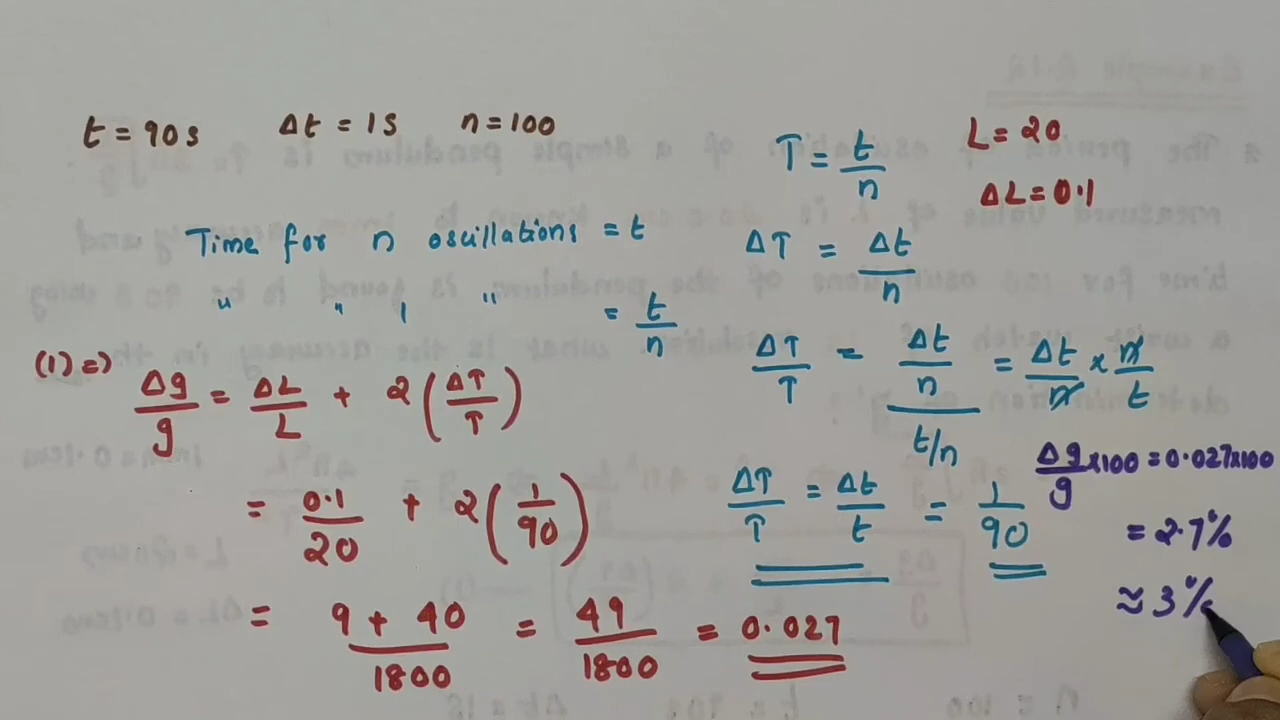 t = 90s Δt = 1s n = 100
Time for n oscillations = t
" " 1 " = t/n
(1) =>
Δg/g = ΔL/L + 2(ΔT/T)
= 0.1/20 + 2(1/90)
= 9 + 40/1800 = 49/1800 = 0.027
T = t/n
L = 20
ΔL = 0.1
ΔT = Δt/n
ΔT/T = Δt/n / t/n = Δt/n × n/t
ΔT/T = Δt/t = 1/90
Δg/g × 100 = 0.027 × 100
= 2.7%
≈ 3%